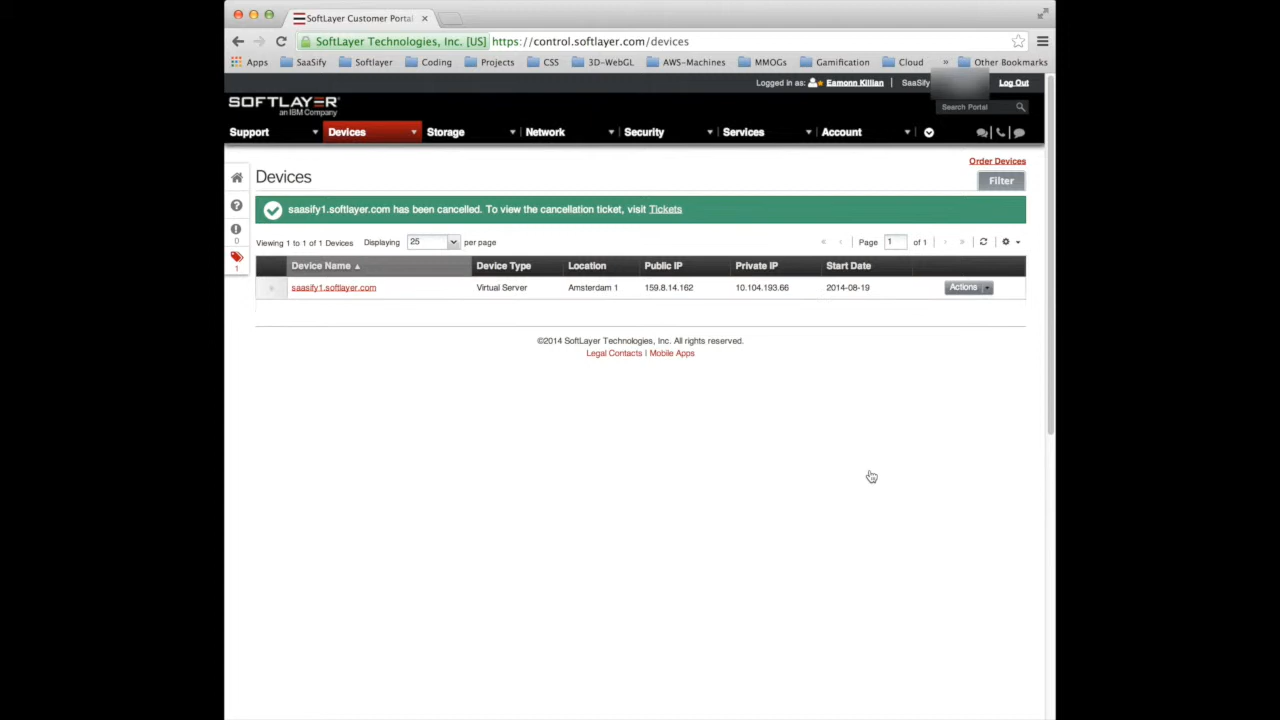 SoftLayer Customer Portal
SoftLayer Technologies, Inc. [US] https://control.softlayer.com/devices
Apps SaaSify Softlayer Coding Projects CSS 3D-WebGL AWS-Machines MMOGs Gamification Cloud » Other Bookmarks
Logged in as: Eamonn Killian | SaaSify Log Out
SOFTLAYER
an IBM Company
Search Portal
Support Devices Storage Network Security Services Account
Order Devices
Devices
Filter
saasify1.softlayer.com has been cancelled. To view the cancellation ticket, visit Tickets
0
1
Viewing 1 to 1 of 1 Devices Displaying 25 per page « ‹ Page 1 of 1 › »
Device Name ▲ Device Type Location Public IP Private IP Start Date
saasify1.softlayer.com Virtual Server Amsterdam 1 159.8.14.162 10.104.193.66 2014-08-19 Actions
©2014 SoftLayer Technologies, Inc. All rights reserved.
Legal Contacts | Mobile Apps